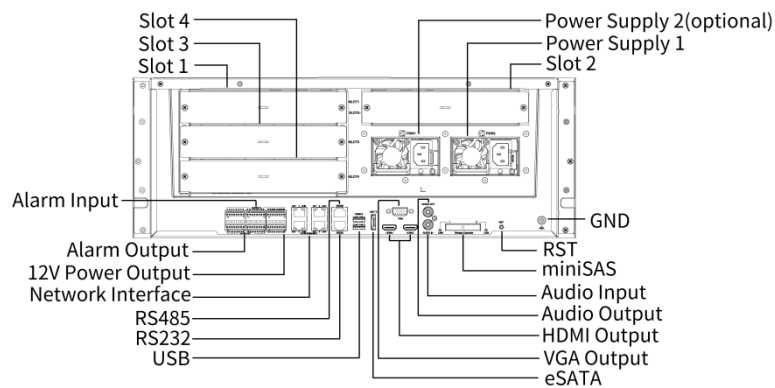 Slot 4
Slot 3
Slot 1
Power Supply 2(optional)
Power Supply 1
Slot 2
Alarm Input
Alarm Output
12V Power Output
Network Interface
RS485
RS232
USB
GND
RST
miniSAS
Audio Input
Audio Output
HDMI Output
VGA Output
eSATA